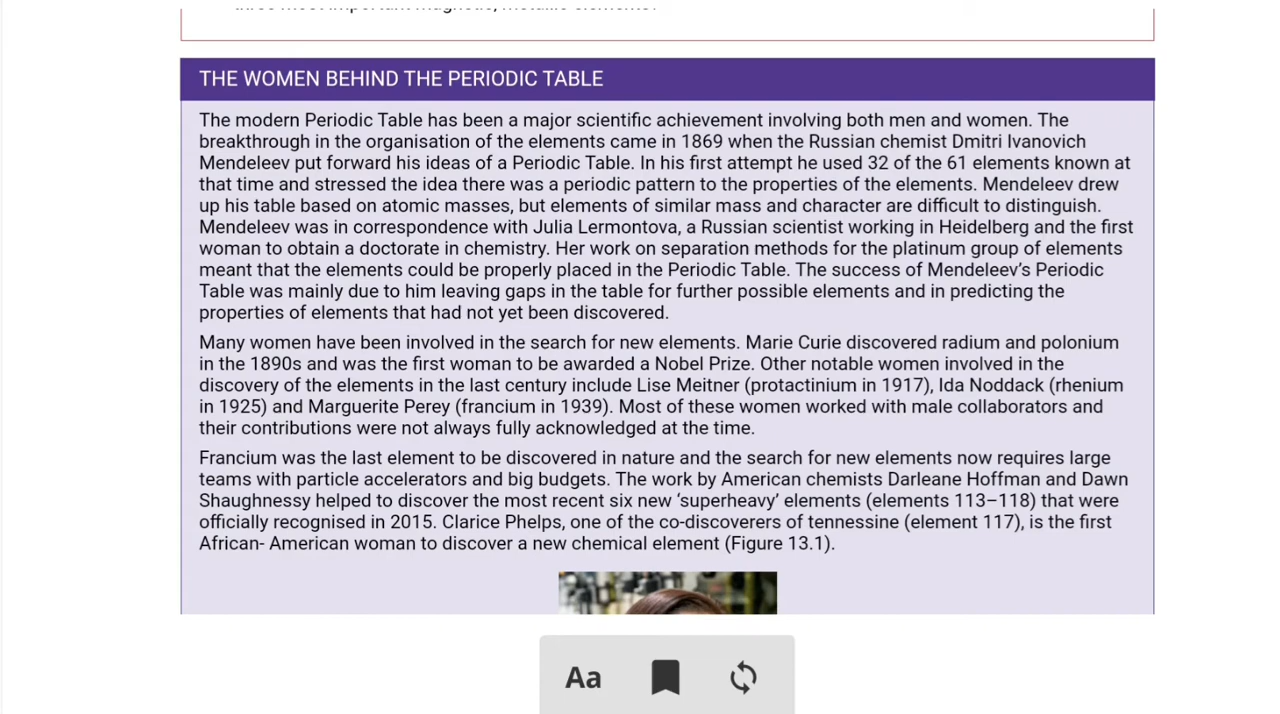 three most important magnetic, metallic elements?
THE WOMEN BEHIND THE PERIODIC TABLE
The modern Periodic Table has been a major scientific achievement involving both men and women. The
breakthrough in the organisation of the elements came in 1869 when the Russian chemist Dmitri Ivanovich
Mendeleev put forward his ideas of a Periodic Table. In his first attempt he used 32 of the 61 elements known at
that time and stressed the idea there was a periodic pattern to the properties of the elements. Mendeleev drew
up his table based on atomic masses, but elements of similar mass and character are difficult to distinguish.
Mendeleev was in correspondence with Julia Lermontova, a Russian scientist working in Heidelberg and the first
woman to obtain a doctorate in chemistry. Her work on separation methods for the platinum group of elements
meant that the elements could be properly placed in the Periodic Table. The success of Mendeleev’s Periodic
Table was mainly due to him leaving gaps in the table for further possible elements and in predicting the
properties of elements that had not yet been discovered.
Many women have been involved in the search for new elements. Marie Curie discovered radium and polonium
in the 1890s and was the first woman to be awarded a Nobel Prize. Other notable women involved in the
discovery of the elements in the last century include Lise Meitner (protactinium in 1917), Ida Noddack (rhenium
in 1925) and Marguerite Perey (francium in 1939). Most of these women worked with male collaborators and
their contributions were not always fully acknowledged at the time.
Francium was the last element to be discovered in nature and the search for new elements now requires large
teams with particle accelerators and big budgets. The work by American chemists Darleane Hoffman and Dawn
Shaughnessy helped to discover the most recent six new ‘superheavy’ elements (elements 113–118) that were
officially recognised in 2015. Clarice Phelps, one of the co-discoverers of tennessine (element 117), is the first
African- American woman to discover a new chemical element (Figure 13.1).
Aa